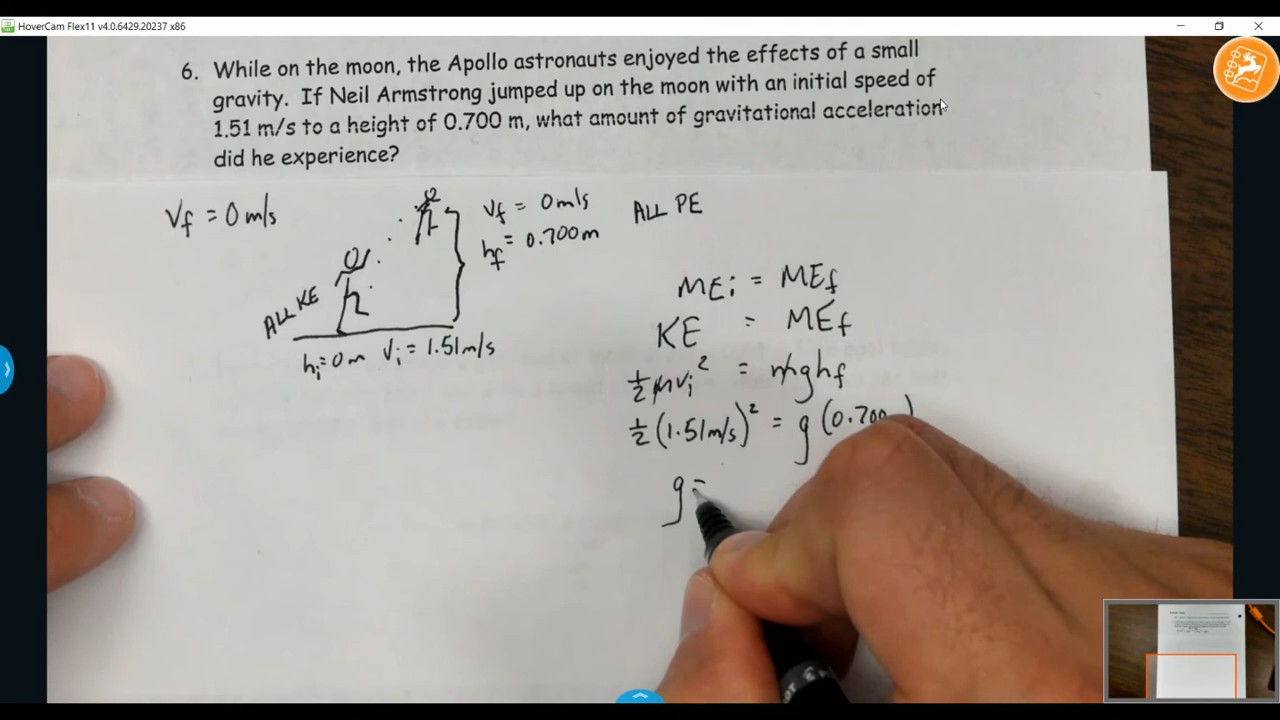 HoverCam Flex11 v4.0.6429.20237 x86
6. While on the moon, the Apollo astronauts enjoyed the effects of a small
gravity. If Neil Armstrong jumped up on the moon with an initial speed of
1.51 m/s to a height of 0.700 m, what amount of gravitational acceleration
did he experience?
Vf = 0 m/s
Vf = 0 m/s
hf = 0.700m
ALL PE
ALL KE
hi = 0m Vi = 1.51 m/s
MEi = MEf
KE = MEf
½mvi² = mghf
½(1.51m/s)² = g(0.700 )
g =